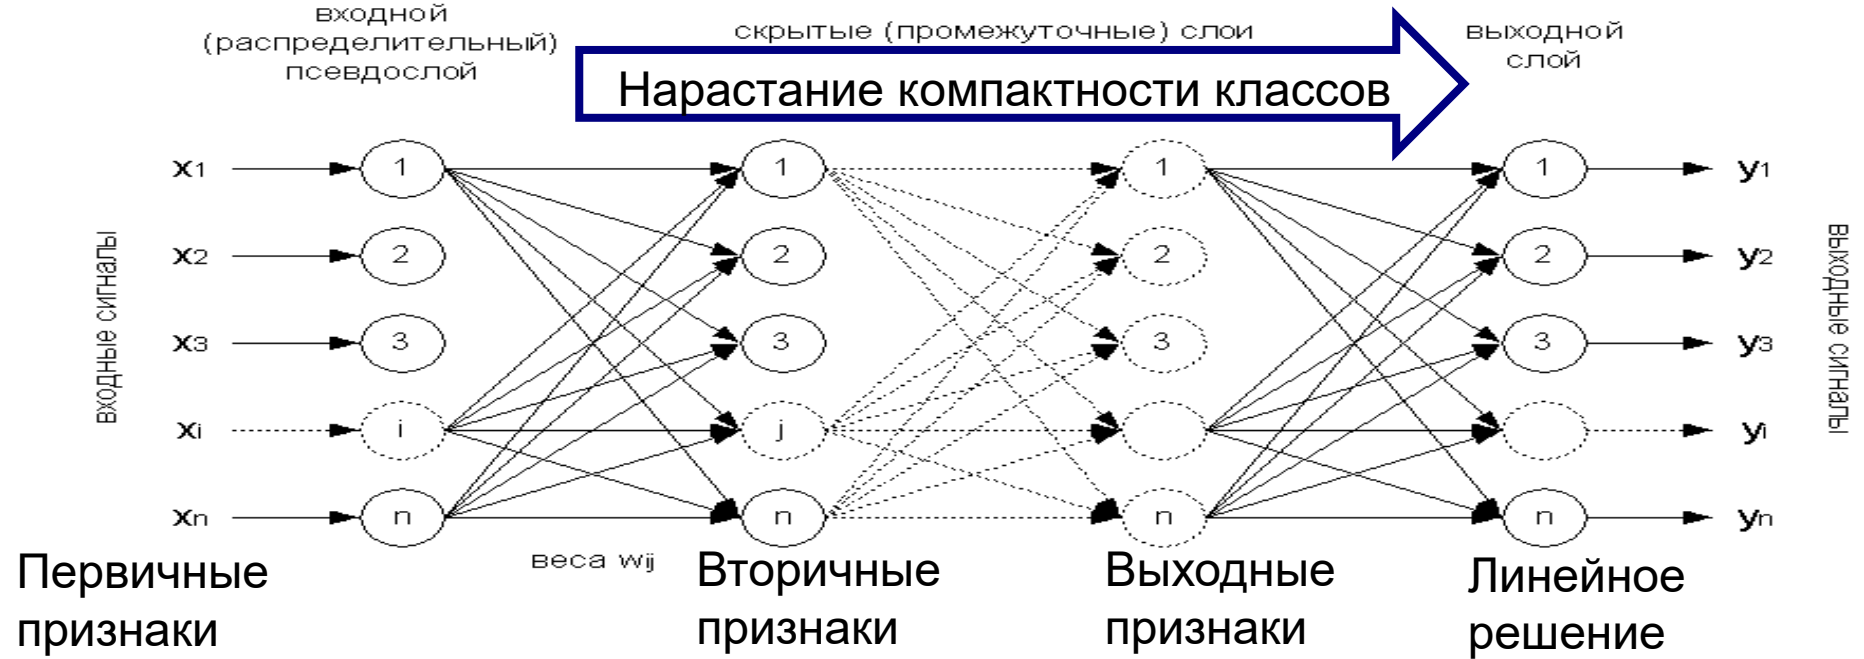 входной
(распределительный)
псевдослой
скрытые (промежуточные) слои
выходной
слой
Нарастание компактности классов
входные сигналы
x1 1 1 1 1 y1
x2 2 2 2 2 y2
x3 3 3 3 3 y3
xi i j yi
xn n n n n yn
выходные сигналы
веса wij
Первичные
признаки
Вторичные
признаки
Выходные
признаки
Линейное
решение